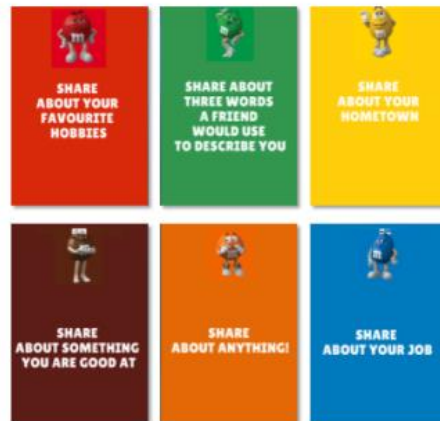 SHARE
ABOUT YOUR
FAVOURITE
HOBBIES
SHARE ABOUT
THREE WORDS
A FRIEND
WOULD USE
TO DESCRIBE YOU
SHARE
ABOUT YOUR
HOMETOWN
SHARE
ABOUT SOMETHING
YOU ARE GOOD AT
SHARE
ABOUT ANYTHING!
SHARE
ABOUT YOUR JOB